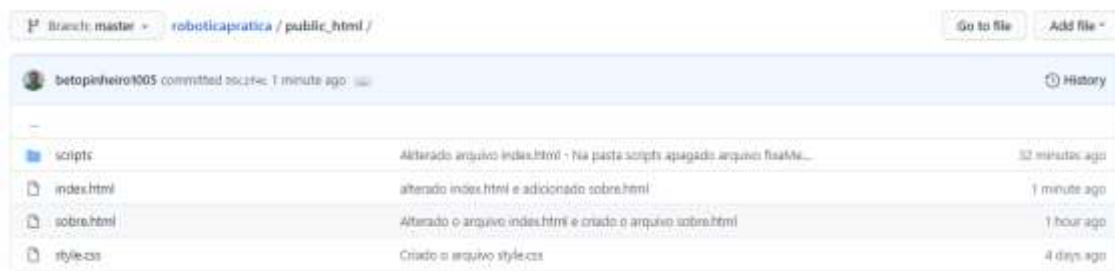 Branch: master roboticapratica / public_html / Go to file Add file
betopinheiro1005 committed 1 minute ago History
..
scripts Alterado arquivo index.html - Na pasta scripts apagado arquivo fixaMe... 32 minutes ago
index.html alterado index.html e adicionado sobre.html 1 minute ago
sobre.html Alterado o arquivo index.html e criado o arquivo sobre.html 1 hour ago
style.css Criado o arquivo style.css 4 days ago